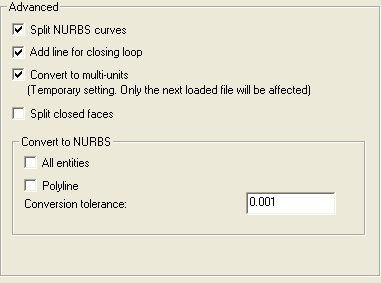 Advanced
Split NURBS curves
Add line for closing loop
Convert to multi-units
(Temporary setting. Only the next loaded file will be affected)
Split closed faces
Convert to NURBS
All entities
Polyline
Conversion tolerance:
0.001